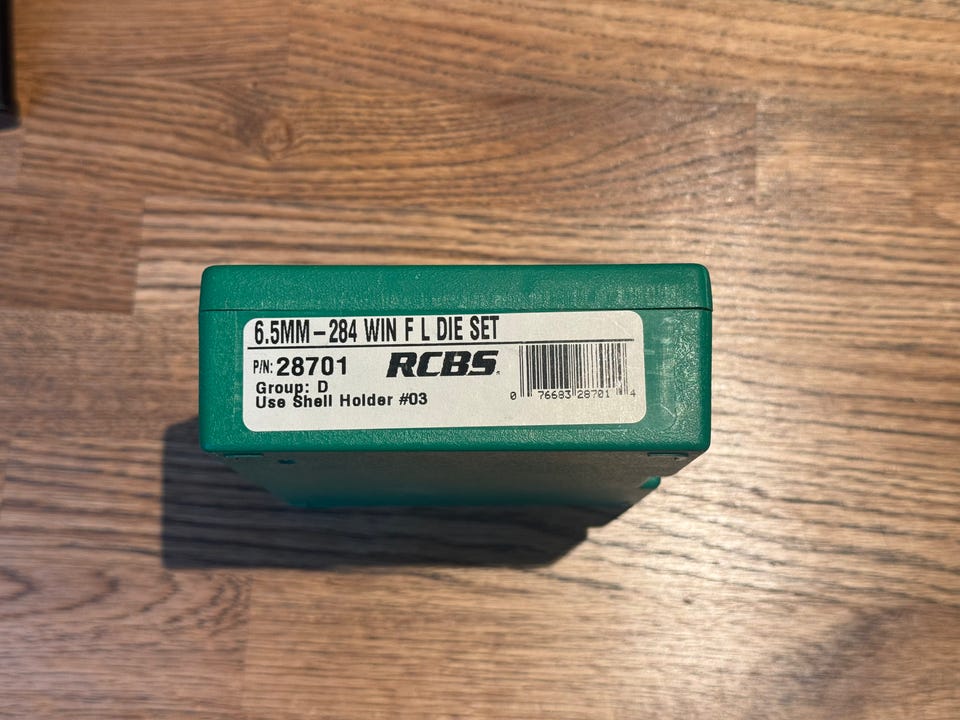 6.5MM-284 WIN F L DIE SET
P/N: 28701 RCBS
Group: D
Use Shell Holder #03
0 76683 28701 4